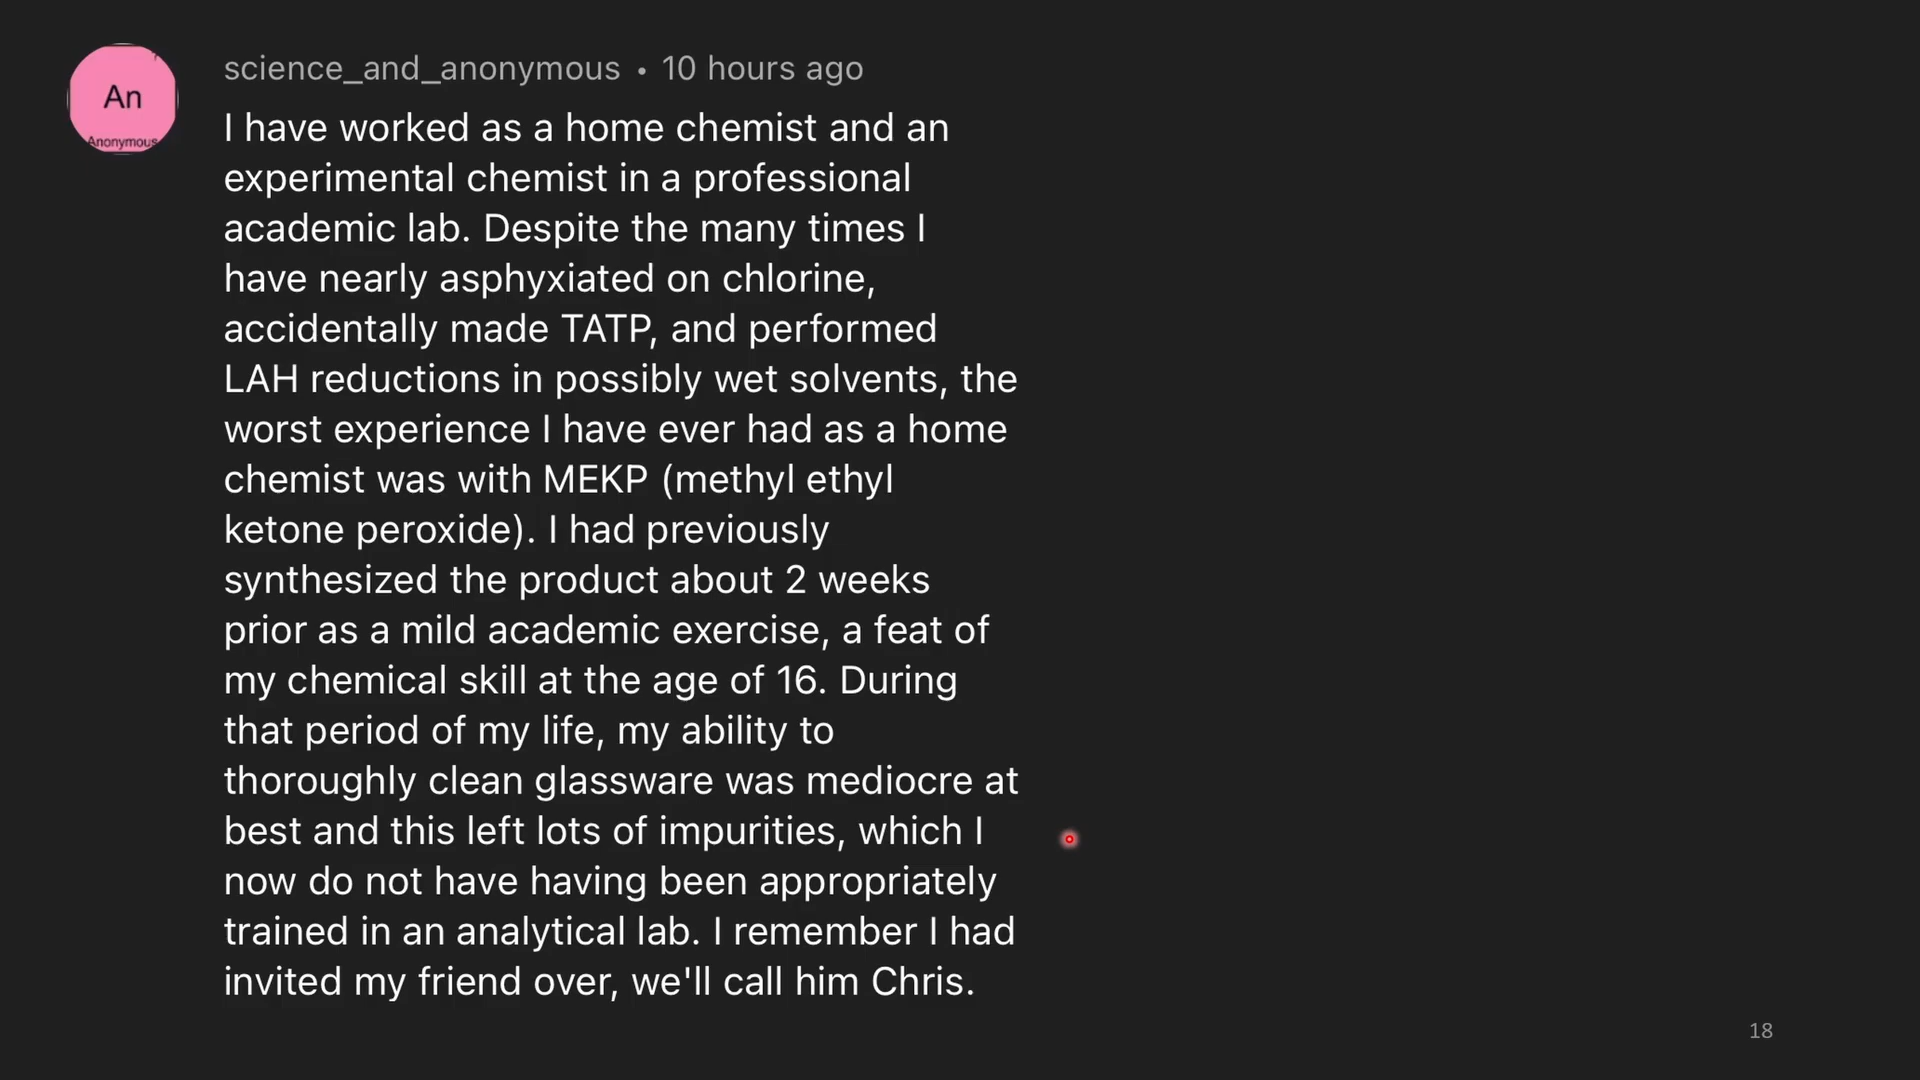 An
Anonymous
science_and_anonymous • 10 hours ago
I have worked as a home chemist and an
experimental chemist in a professional
academic lab. Despite the many times I
have nearly asphyxiated on chlorine,
accidentally made TATP, and performed
LAH reductions in possibly wet solvents, the
worst experience I have ever had as a home
chemist was with MEKP (methyl ethyl
ketone peroxide). I had previously
synthesized the product about 2 weeks
prior as a mild academic exercise, a feat of
my chemical skill at the age of 16. During
that period of my life, my ability to
thoroughly clean glassware was mediocre at
best and this left lots of impurities, which I
now do not have having been appropriately
trained in an analytical lab. I remember I had
invited my friend over, we'll call him Chris.
18